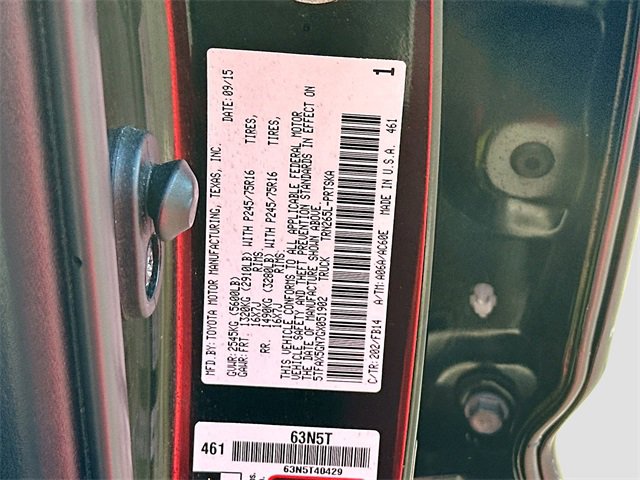 MFD.BY: TOYOTA MOTOR MANUFACTURING, TEXAS, INC. DATE: 09/15
GVWR: 2545KG (5600LB)
GAWR: FRT. 1320KG (2910LB) WITH P245/75R16 TIRES,
16X7J RIMS
RR. 1490KG (3280LB) WITH P245/75R16 TIRES,
16X7J RIMS
THIS VEHICLE CONFORMS TO ALL APPLICABLE FEDERAL MOTOR
VEHICLE SAFETY AND THEFT PREVENTION STANDARDS IN EFFECT ON
THE DATE OF MANUFACTURE SHOWN ABOVE.
5TFAX5GN7GX051902 TRUCK TRN265L-PRTSKA
C/TR: 202/FB14 A/TM: A06A/AC60E MADE IN U.S.A. 461
1
63N5T
461
63N5T40429